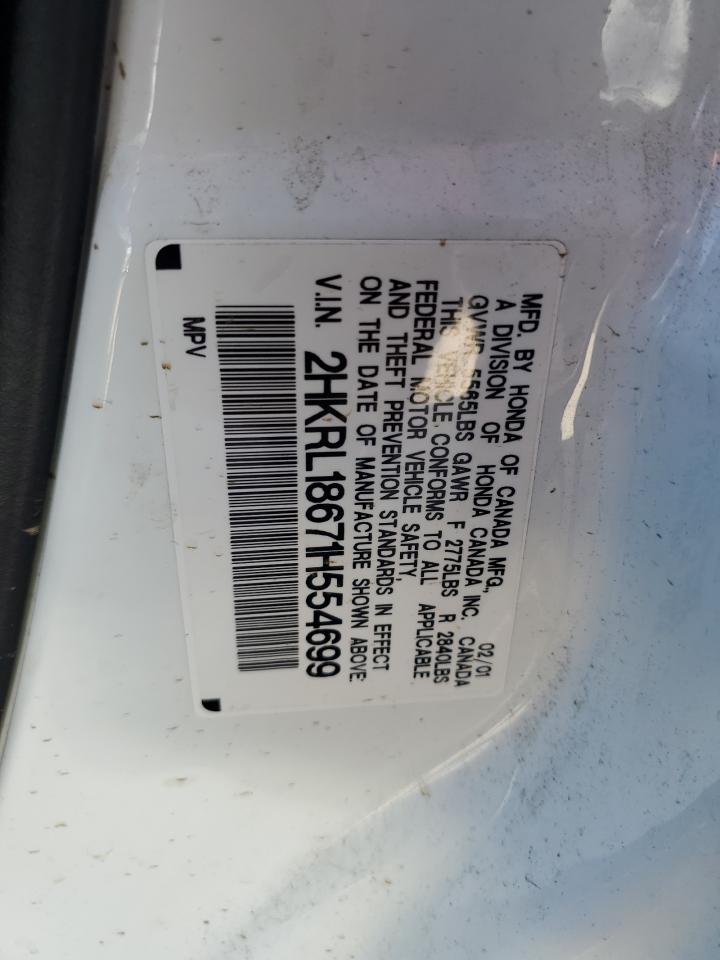 MFD. BY HONDA OF CANADA MFG., 02/01
A DIVISION OF HONDA CANADA INC. CANADA
GVWR 5565LBS GAWR F 2775LBS R 2840LBS
THIS VEHICLE CONFORMS TO ALL APPLICABLE
FEDERAL MOTOR VEHICLE SAFETY,
AND THEFT PREVENTION STANDARDS IN EFFECT
ON THE DATE OF MANUFACTURE SHOWN ABOVE.
V.I.N. 2HKRL18671H554699
MPV